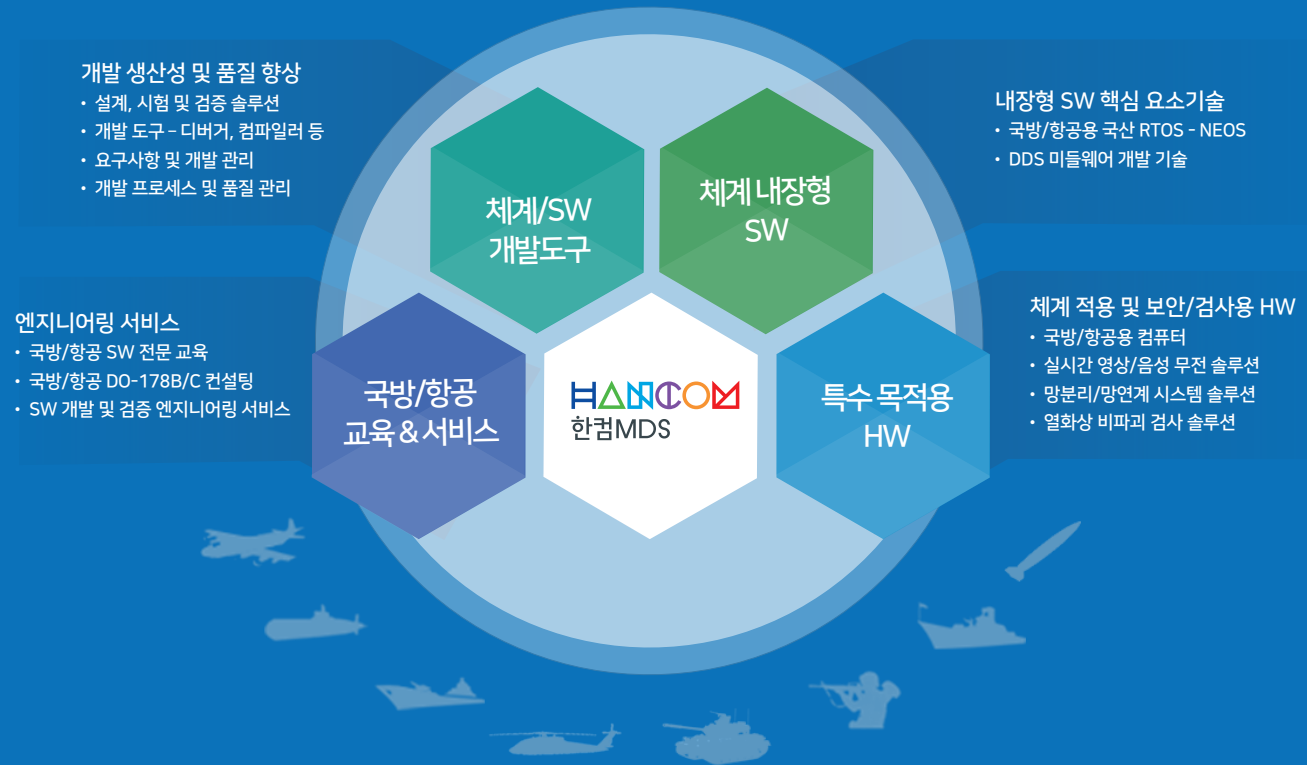 개발 생산성 및 품질 향상
• 설계, 시험 및 검증 솔루션
• 개발 도구 – 디버거, 컴파일러 등
• 요구사항 및 개발 관리
• 개발 프로세스 및 품질 관리
내장형 SW 핵심 요소기술
• 국방/항공용 국산 RTOS - NEOS
• DDS 미들웨어 개발 기술
체계/SW
개발도구
체계 내장형
SW
엔지니어링 서비스
• 국방/항공 SW 전문 교육
• 국방/항공 DO-178B/C 컨설팅
• SW 개발 및 검증 엔지니어링 서비스
체계 적용 및 보안/검사용 HW
• 국방/항공용 컴퓨터
• 실시간 영상/음성 무전 솔루션
• 망분리/망연계 시스템 솔루션
• 열화상 비파괴 검사 솔루션
국방/항공
교육 & 서비스
HANCOM
한컴MDS
특수 목적용
HW